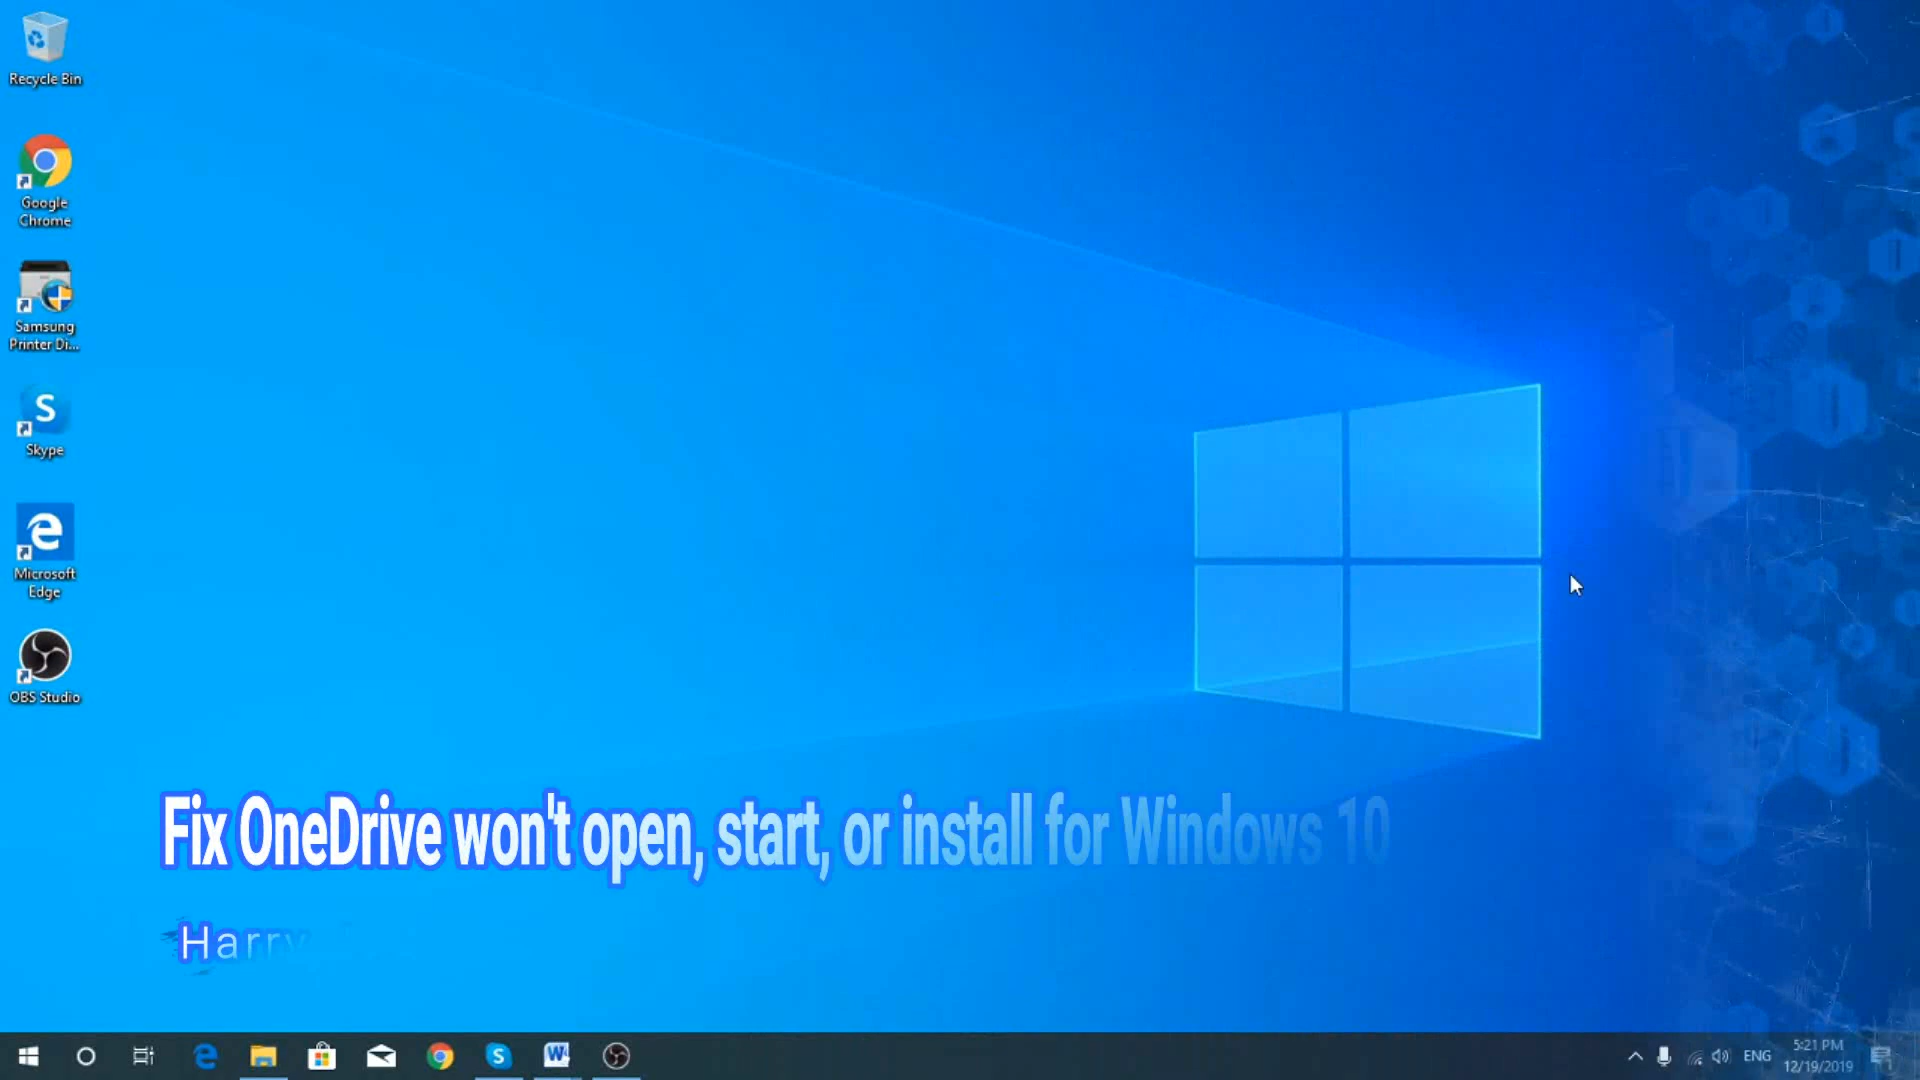 Recycle Bin
Google
Chrome
Samsung
Printer Di...
S
Skype
Microsoft
Edge
OBS Studio
Fix OneDrive won't open, start, or install for Windows 10
Harry
ENG
5:21 PM
12/19/2019